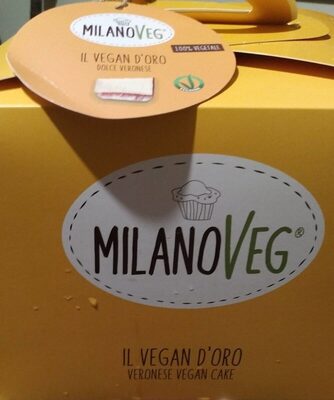 MILANOVEG®
100% VEGETALE
IL VEGAN D'ORO
DOLCE VERONESE
MILANOVEG®
IL VEGAN D'ORO
VERONESE VEGAN CAKE